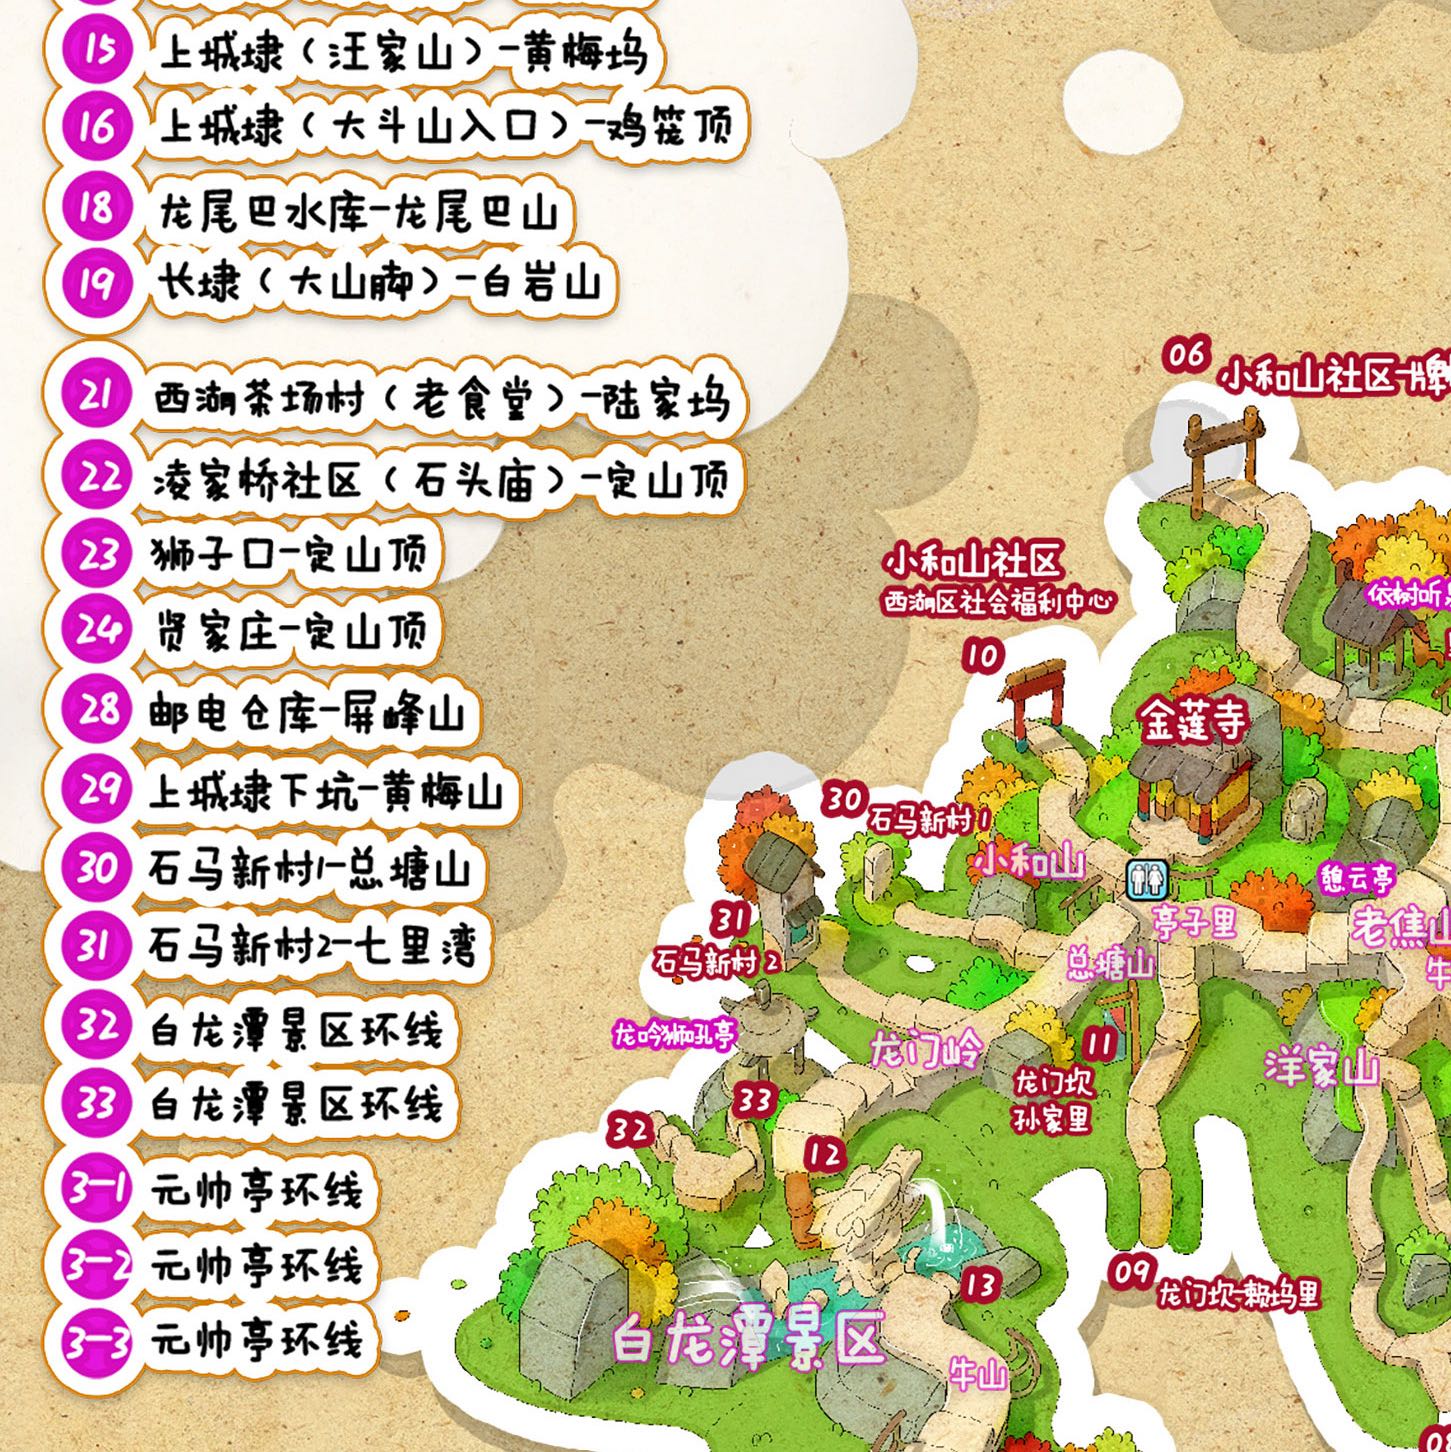 15 上城埭（汪家山）-黄梅坞
16 上城埭（大斗山入口）-鸡笼顶
18 龙尾巴水库-龙尾巴山
19 长埭（大山脚）-白岩山
21 西湖茶场村（老食堂）-陆家坞
22 凌家桥社区（石头庙）-定山顶
23 狮子口-定山顶
24 贤家庄-定山顶
28 邮电仓库-屏峰山
29 上城埭下坑-黄梅山
30 石马新村1-总塘山
31 石马新村2-七里湾
32 白龙潭景区环线
33 白龙潭景区环线
3-1 元帅亭环线
3-2 元帅亭环线
3-3 元帅亭环线
06 小和山社区-牌
小和山社区
西湖区社会福利中心
10
依树听
金莲寺
30 石马新村1
小和山
憩云亭
31
石马新村2
亭子里
老焦山
总塘山
牛
龙吟狮吼亭
龙门岭
11
龙门坎
孙家里
洋家山
33
32
12
13
09 龙门坎-赖坞里
白龙潭景区
牛山